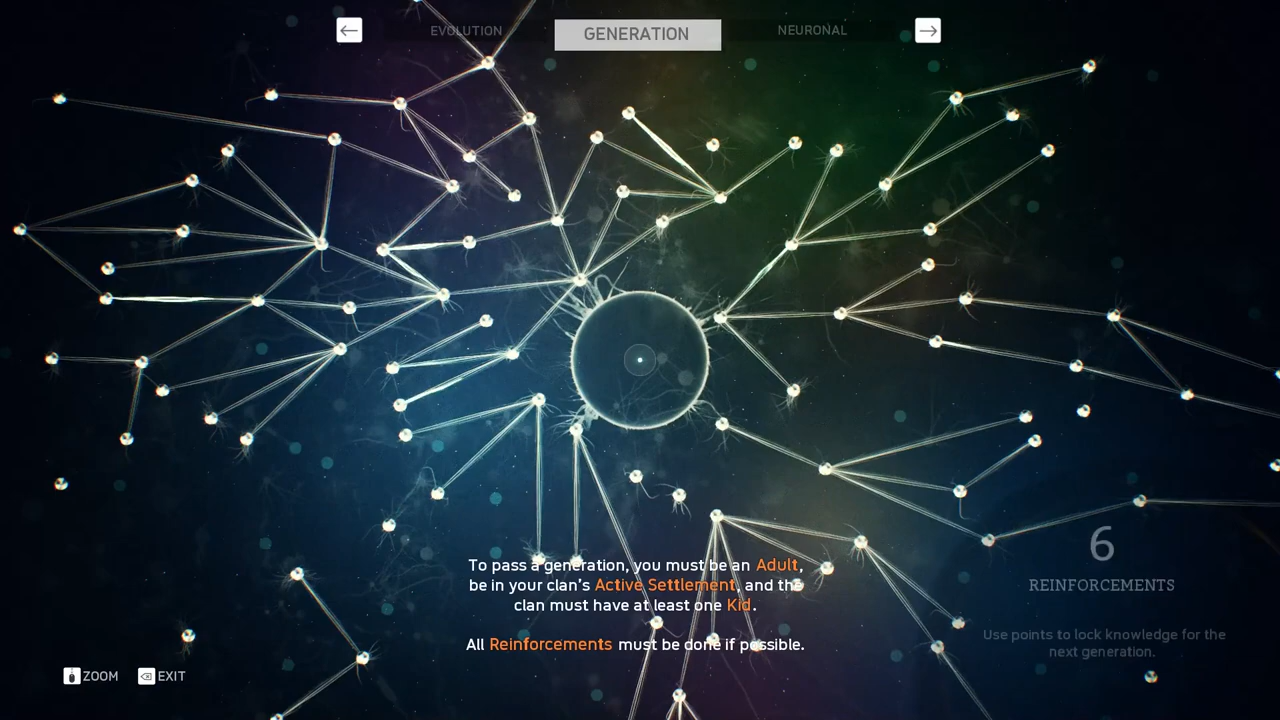 EVOLUTION
GENERATION
NEURONAL
To pass a generation, you must be an Adult,
be in your clan's Active Settlement, and the
clan must have at least one Kid.
All Reinforcements must be done if possible.
6
REINFORCEMENTS
Use points to lock knowledge for the
next generation.
ZOOM
EXIT